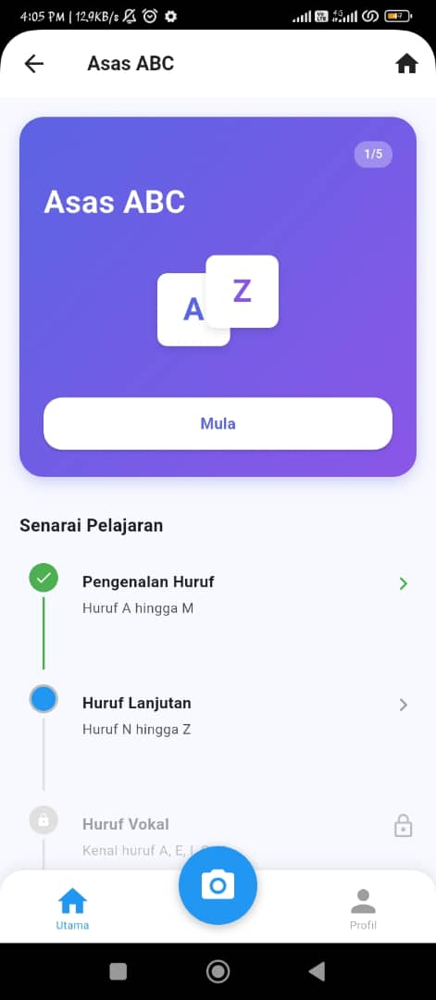 4:05 PM | 12.9KB/s
Asas ABC
1/5
Asas ABC
A
Z
Mula
Senarai Pelajaran
Pengenalan Huruf
Huruf A hingga M
Huruf Lanjutan
Huruf N hingga Z
Huruf Vokal
Kenal huruf A, E, I,
Utama
Profil